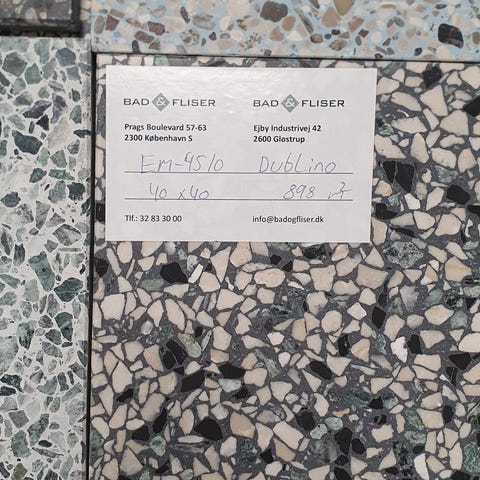 BAD & FLISER BAD & FLISER
Prags Boulevard 57-63 Ejby Industrivej 42
2300 København S 2600 Glostrup
Em-4510 Dublino
40 x 40 898
Tlf.: 32 83 30 00 info@badogfliser.dk